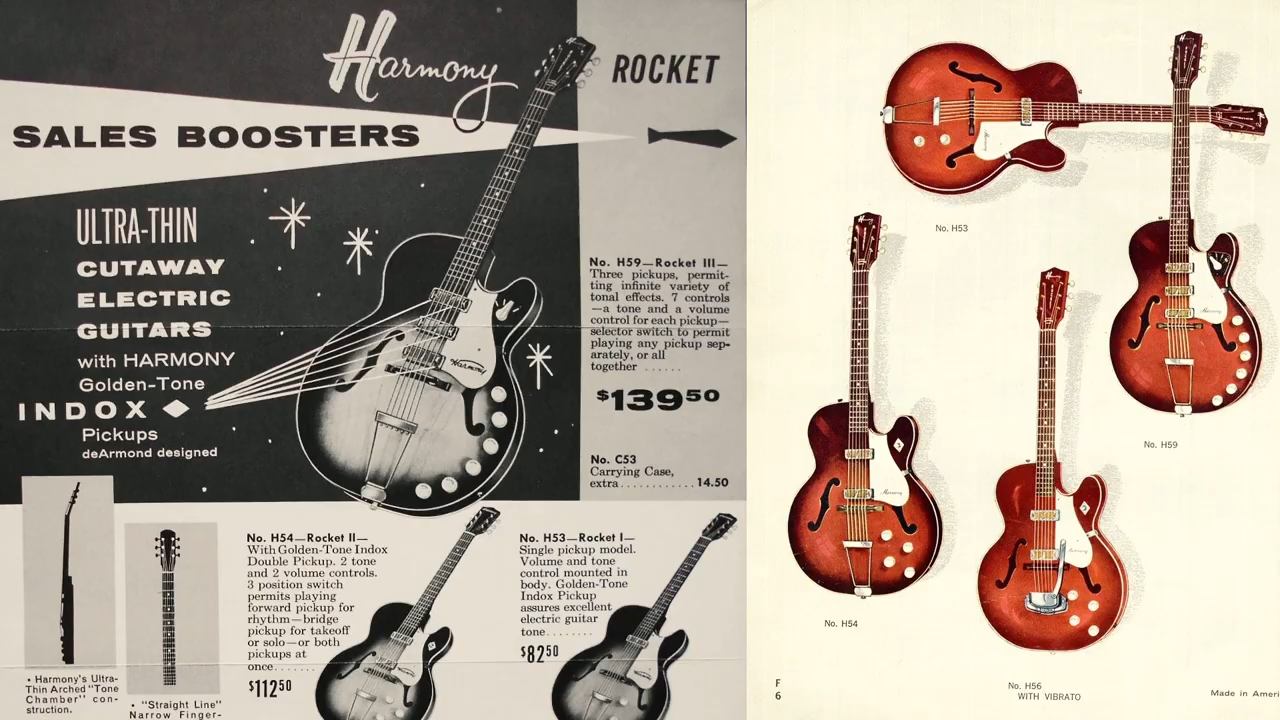 Harmony
ROCKET
SALES BOOSTERS
ULTRA-THIN
CUTAWAY
ELECTRIC
GUITARS
with HARMONY
Golden-Tone
INDOX
Pickups
deArmond designed
No. H59—Rocket III—
Three pickups, permit-
ting infinite variety of
tonal effects. 7 controls
—a tone and a volume
control for each pickup—
selector switch to permit
playing any pickup sep-
arately, or all
together ......
$139 50
No. C53
Carrying Case,
extra............14.50
Harmony
• Harmony's Ultra-
Thin Arched "Tone
Chamber" con-
struction.
• "Straight Line"
Narrow Finger-
No. H54—Rocket II—
With Golden-Tone Indox
Double Pickup. 2 tone
and 2 volume controls.
3 position switch
permits playing
forward pickup for
rhythm—bridge
pickup for takeoff
or solo—or both
pickups at
once.......
$112 50
No. H53—Rocket I—
Single pickup model.
Volume and tone
control mounted in
body. Golden-Tone
Indox Pickup
assures excellent
electric guitar
tone........
$82 50
No. H53
Harmony
No. H59
Harmony
Harmony
No. H54
Harmony
No. H56
WITH VIBRATO
F
6
Made in Ameri